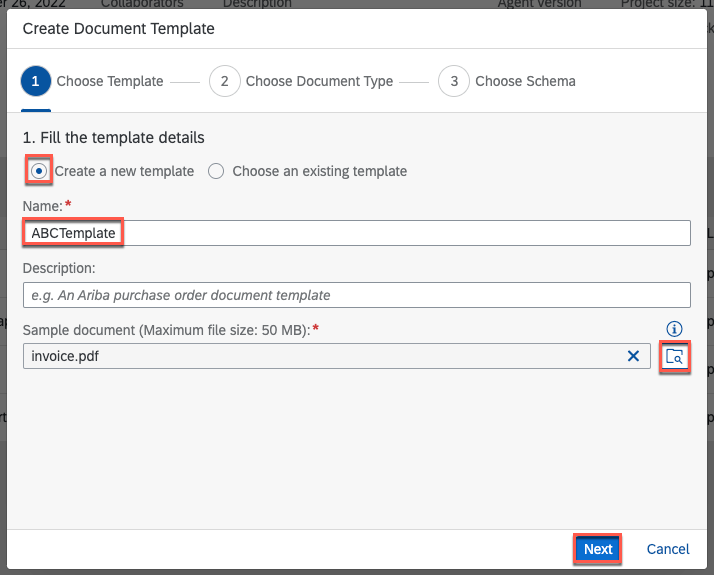 er 26, 2022 Collaborators Description Agent version Project size: 11
Create Document Template
1 Choose Template 2 Choose Document Type 3 Choose Schema
1. Fill the template details
Create a new template Choose an existing template
Name:*
ABCTemplate
Description:
e.g. An Ariba purchase order document template
Sample document (Maximum file size: 50 MB):*
invoice.pdf
Next Cancel